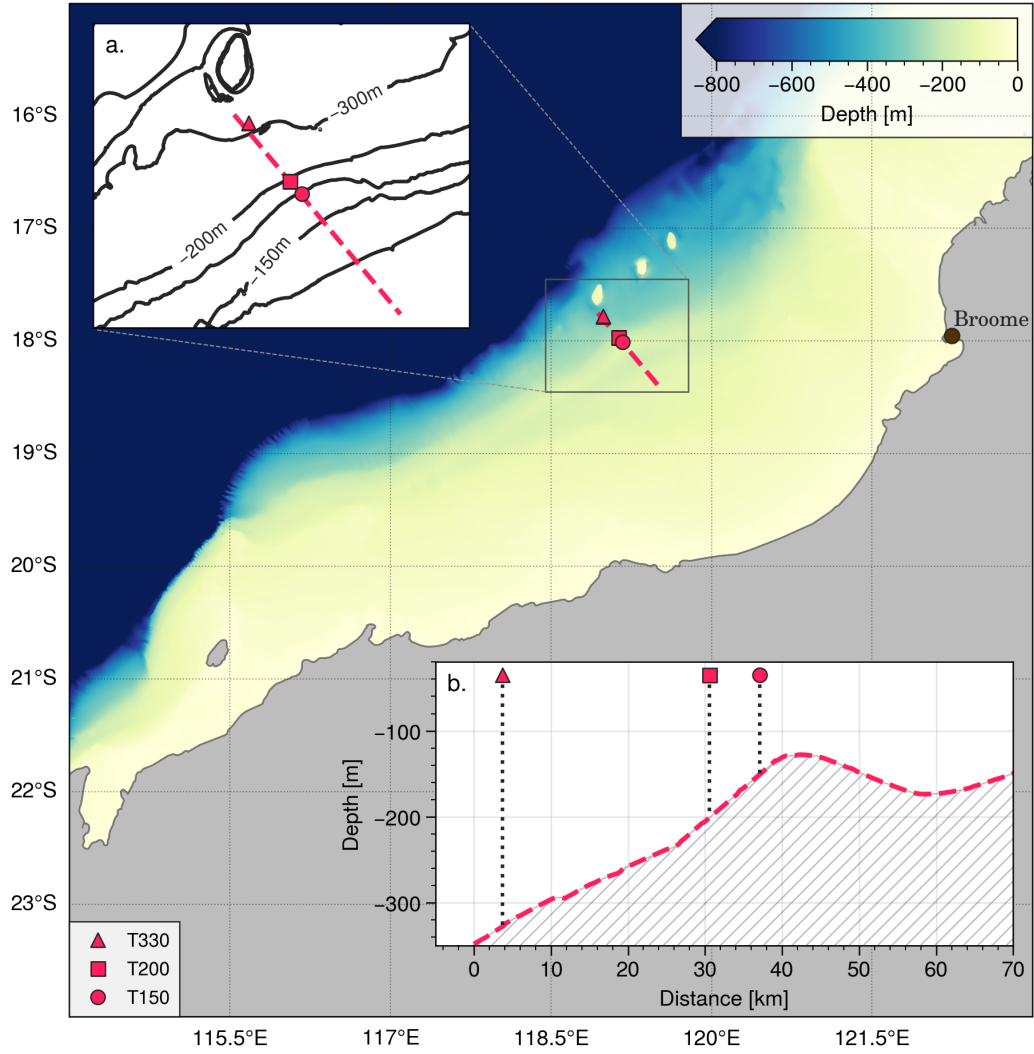 a.
−300m
−200m
−150m
−800 −600 −400 −200 0
Depth [m]
16°S
17°S
18°S
19°S
20°S
21°S
22°S
23°S
Broome
b.
−100
−200
−300
Depth [m]
0 10 20 30 40 50 60 70
Distance [km]
T330
T200
T150
115.5°E 117°E 118.5°E 120°E 121.5°E